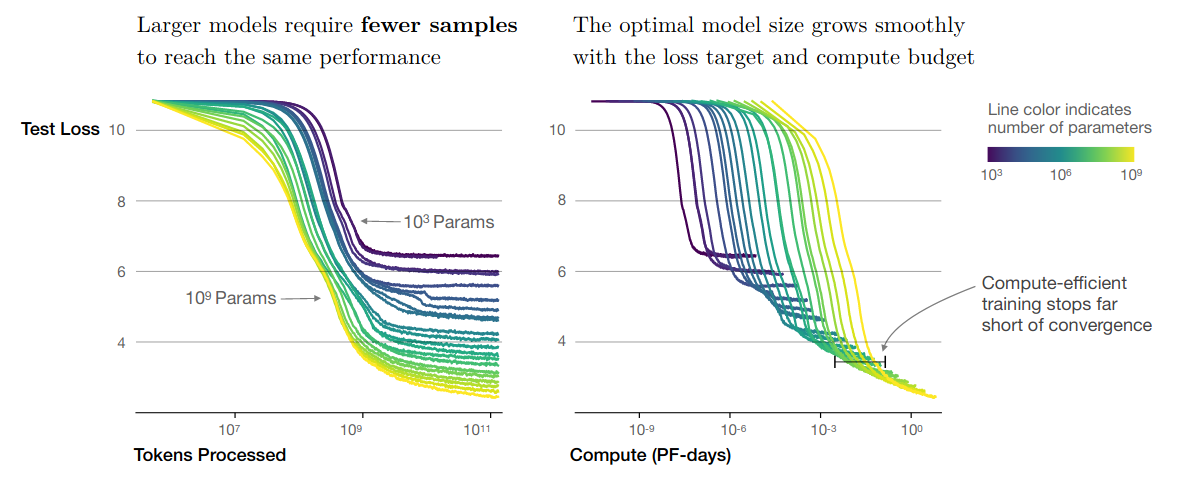 Larger models require fewer samples
to reach the same performance
The optimal model size grows smoothly
with the loss target and compute budget
Test Loss
10
8
6
4
10³ Params
10⁹ Params
10⁷
10⁹
10¹¹
Tokens Processed
10
8
6
4
10⁻⁹
10⁻⁶
10⁻³
10⁰
Compute (PF-days)
Line color indicates
number of parameters
10³
10⁶
10⁹
Compute-efficient
training stops far
short of convergence